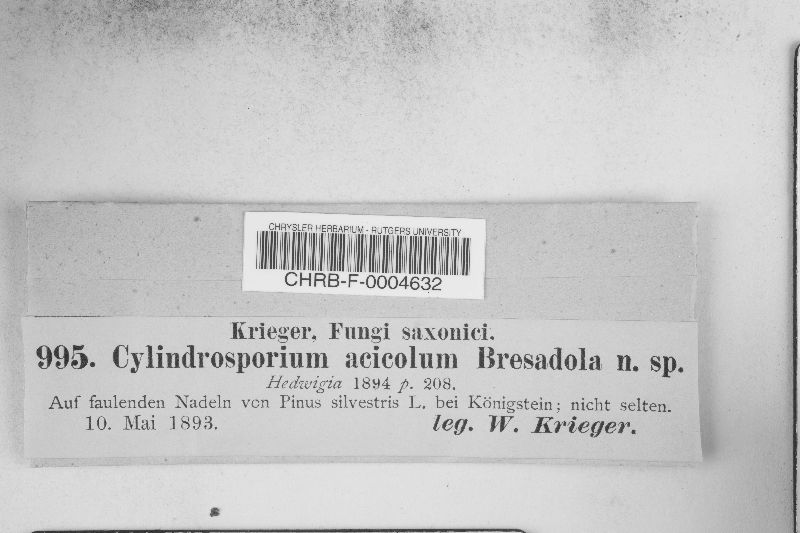 CHRYSLER HERBARIUM - RUTGERS UNIVERSITY
CHRB-F-0004632
Krieger, Fungi saxonici.
995. Cylindrosporium acicolum Bresadola n. sp.
Hedwigia 1894 p. 208.
Auf faulenden Nadeln von Pinus silvestris L. bei Königstein; nicht selten.
10. Mai 1893. leg. W. Krieger.